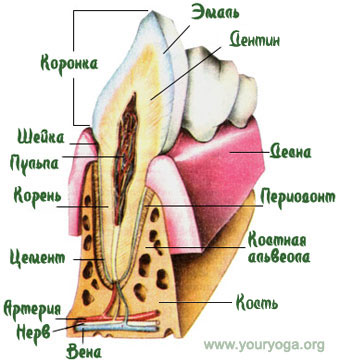 Эмаль
Дентин
Коронка
Шейка
Десна
Пульпа
Корень
Периодонт
Костная
альвеола
Цемент
Артерия
Кость
Нерв
Вена
www.youryoga.org